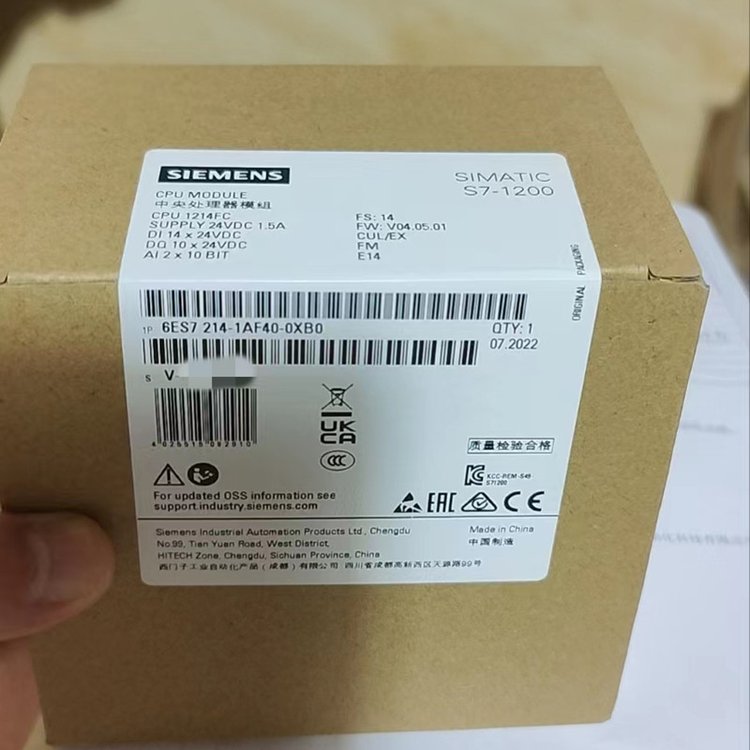 SIEMENS
SIMATIC
S7-1200
CPU MODULE
中央处理器模组
CPU 1214FC
SUPPLY 24VDC 1.5A
DI 14 x 24VDC
DQ 10 x 24VDC
AI 2 x 10 BIT
FS: 14
FW: V04.05.01
CUL/EX
FM
E14
ORIGINAL PACKAGING
1P 6ES7 214-1AF40-0XB0
QTY: 1
07.2022
S V-
UK
CA
CCC
质量检验合格
KCC-REM-S49
S71200
For updated OSS information see
support.industry.siemens.com
EAC
CE
Siemens Industrial Automation Products Ltd., Chengdu
No.99, Tian Yuan Road, West District,
HITECH Zone, Chengdu, Sichuan Province, China
西门子工业自动化产品（成都）有限公司 四川省成都高新西区天源路99号
Made in China
中国制造